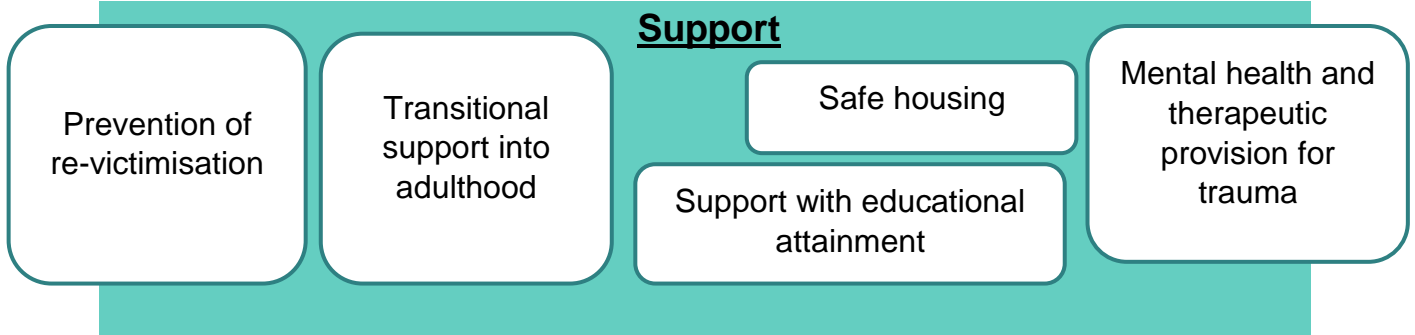 Support
Prevention of
re-victimisation
Transitional
support into
adulthood
Safe housing
Support with educational
attainment
Mental health and
therapeutic
provision for
trauma